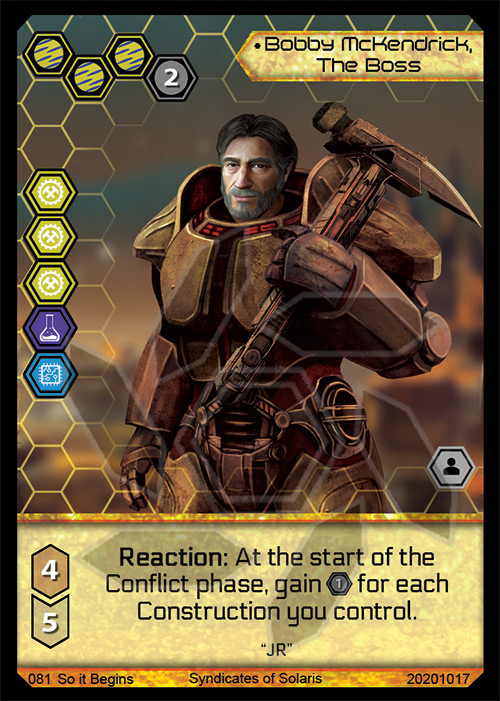 • Bobby McKendrick,
The Boss
2
4
5
Reaction: At the start of the
Conflict phase, gain 1 for each
Construction you control.
“JR”
081 So it Begins
Syndicates of Solaris
20201017